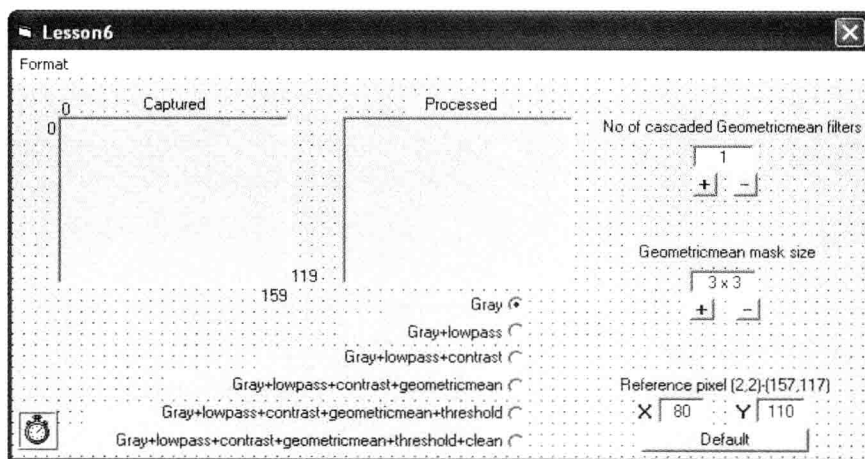 Lesson6
Format
Captured
Processed
0
0
119
159
No of cascaded Geometricmean filters
1
+ -
Geometricmean mask size
3 x 3
+ -
Gray
Gray+lowpass
Gray+lowpass+contrast
Gray+lowpass+contrast+geometricmean
Gray+lowpass+contrast+geometricmean+threshold
Gray+lowpass+contrast+geometricmean+threshold+clean
Reference pixel (2,2)-(157,117)
X 80 Y 110
Default